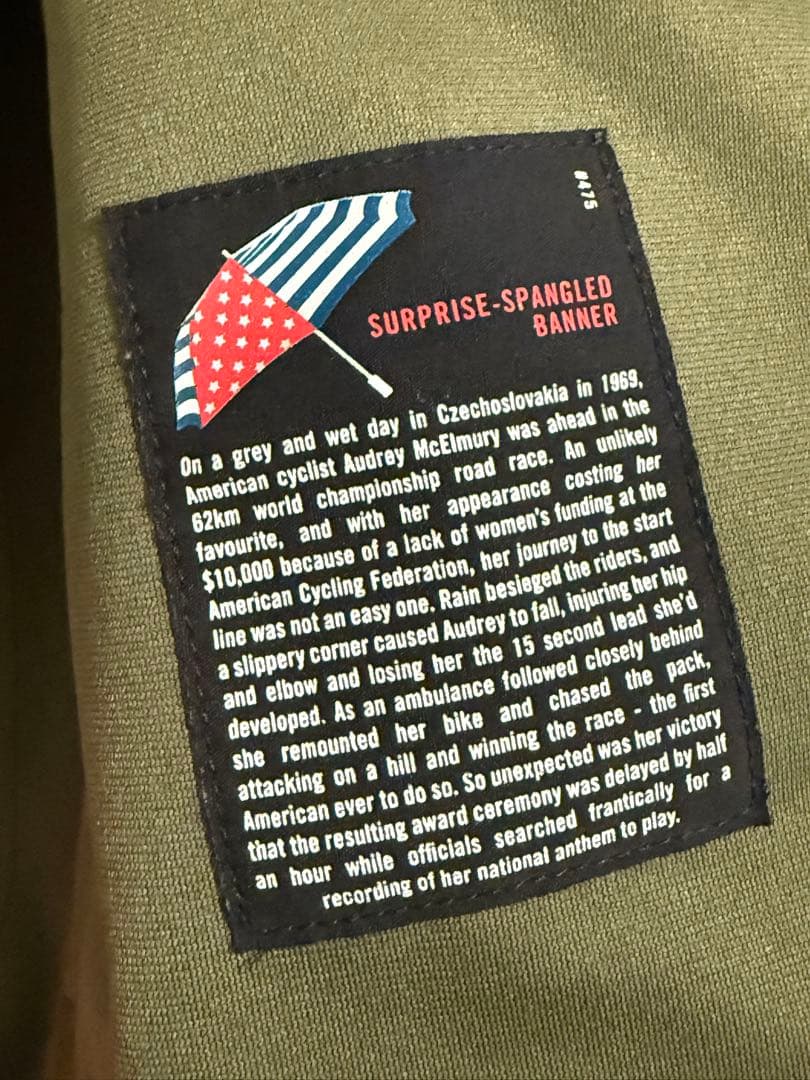 #475
SURPRISE-SPANGLED
BANNER
On a grey and wet day in Czechoslovakia in 1969,
American cyclist Audrey McElmury was ahead in the
62km world championship road race. An unlikely
favourite, and with her appearance costing her
$10,000 because of a lack of women's funding at the
American Cycling Federation, her journey to the start
line was not an easy one. Rain besieged the riders, and
a slippery corner caused Audrey to fall, injuring her hip
and elbow and losing her the 15 second lead she'd
developed. As an ambulance followed closely behind
she remounted her bike and chased the pack,
attacking on a hill and winning the race - the first
American ever to do so. So unexpected was her victory
that the resulting award ceremony was delayed by half
an hour while officials searched frantically for a
recording of her national anthem to play.